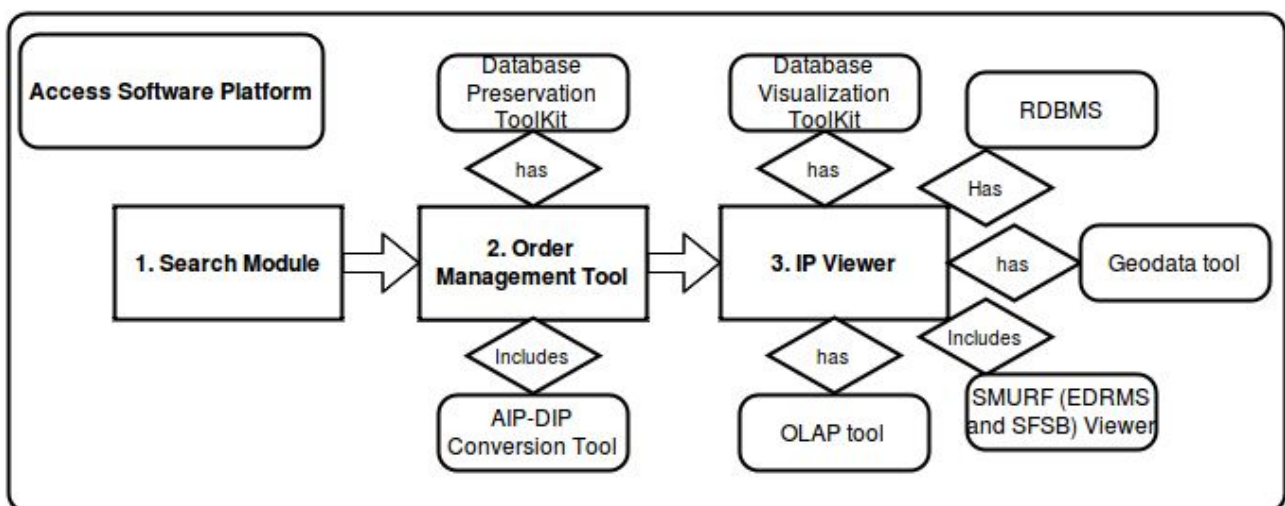 Access Software Platform
Database
Preservation
ToolKit
Database
Visualization
ToolKit
RDBMS
has
has
Has
1. Search Module
2. Order
Management Tool
3. IP Viewer
has
Geodata tool
Includes
has
Includes
AIP-DIP
Conversion Tool
OLAP tool
SMURF (EDRMS
and SFSB) Viewer